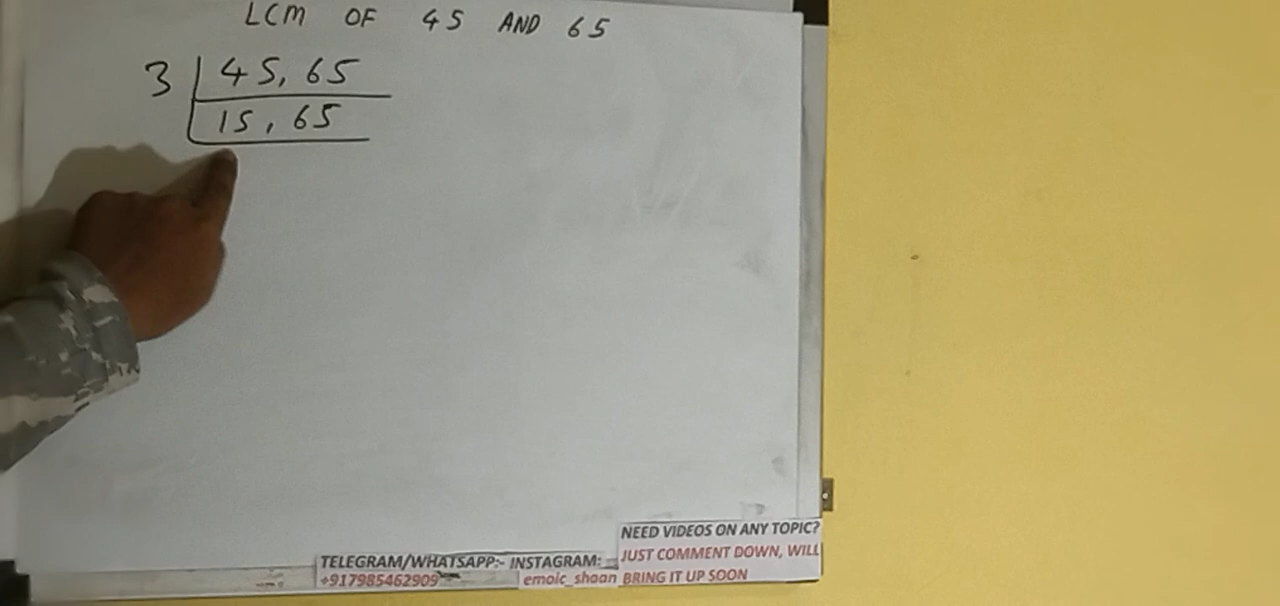 LCM OF 45 AND 65
3 45, 65
15, 65
NEED VIDEOS ON ANY TOPIC?
JUST COMMENT DOWN, WILL
BRING IT UP SOON
TELEGRAM/WHATSAPP:- INSTAGRAM:
+917985462909 emoic_shaan